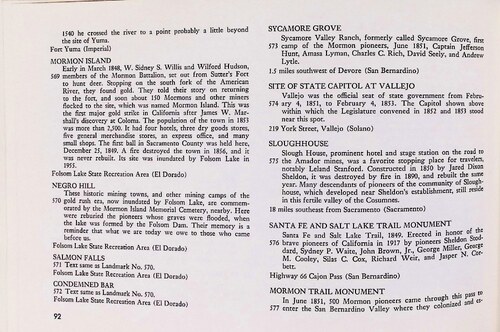 1540 he crossed the river to a point probably a little beyond
the site of Yuma.
Fort Yuma (Imperial)
MORMON ISLAND
Early in March 1848, W. Sidney S. Willis and Wilford Hudson,
569 members of the Mormon Battalion, set out from Sutter's Fort
to hunt deer. Stopping on the south fork of the American
River, they found gold. They told their story on returning
to the fort, and soon about 150 Mormons and other miners
flocked to the site, which was named Mormon Island. This was
the first major gold strike in California after James W. Mar-
shall's discovery at Coloma. The population of the town in 1853
was more than 2,500. It had four hotels, three dry goods stores,
five general merchandise stores, an express office, and many
small shops. The first ball in Sacramento County was held here,
December 25, 1849. A fire destroyed the town in 1856, and it
was never rebuilt. Its site was inundated by Folsom Lake in
1955.
Folsom Lake State Recreation Area (El Dorado)
NEGRO HILL
These historic mining towns, and other mining camps of the
570 gold rush era, now inundated by Folsom Lake, are commem-
orated by the Mormon Island Memorial Cemetery, nearby. Here
were reburied the pioneers whose graves were flooded, when
the lake was formed by the Folsom Dam. Their memory is a
reminder that what we are today we owe to those who came
before us.
Folsom Lake State Recreation Area (El Dorado)
SALMON FALLS
571 Text same as Landmark No. 570.
Folsom Lake State Recreation Area (El Dorado)
CONDEMNED BAR
572 Text same as Landmark No. 570.
Folsom Lake State Recreation Area (El Dorado)
92
SYCAMORE GROVE
Sycamore Valley Ranch, formerly called Sycamore Grove, first
573 camp of the Mormon pioneers, June 1851, Captain Jefferson
Hunt, Amasa Lyman, Charles C. Rich, David Seely, and Andrew
Lytle.
1.5 miles southwest of Devore (San Bernardino)
SITE OF STATE CAPITOL AT VALLEJO
Vallejo was the official seat of state government from Febru-
574 ary 4, 1851, to February 4, 1853. The Capitol shown above
within which the Legislature convened in 1852 and 1853 stood
near this spot.
219 York Street, Vallejo (Solano)
SLOUGHHOUSE
Slough House, prominent hotel and stage station on the road to
575 the Amador mines, was a favorite stopping place for travelers,
notably Leland Stanford. Constructed in 1850 by Jared Dixon
Sheldon, it was destroyed by fire in 1890, and rebuilt the same
year. Many descendants of pioneers of the community of Slough-
house, which developed near Sheldon's establishment, still reside
in this fertile valley of the Cosumnes.
18 miles southeast from Sacramento (Sacramento)
SANTA FE AND SALT LAKE TRAIL MONUMENT
Santa Fe and Salt Lake Trail, 1849. Erected in honor of the
576 brave pioneers of California in 1917 by pioneers Sheldon Stod-
dard, Sydney P. Waite, John Brown, Jr., George Miller, George
M. Cooley, Silas C. Cox, Richard Weir, and Jasper N. Cor-
bett.
Highway 66 Cajon Pass (San Bernardino)
MORMON TRAIL MONUMENT
In June 1851, 500 Mormon pioneers came through this pass to
577 enter the San Bernardino Valley where they colonized and es-